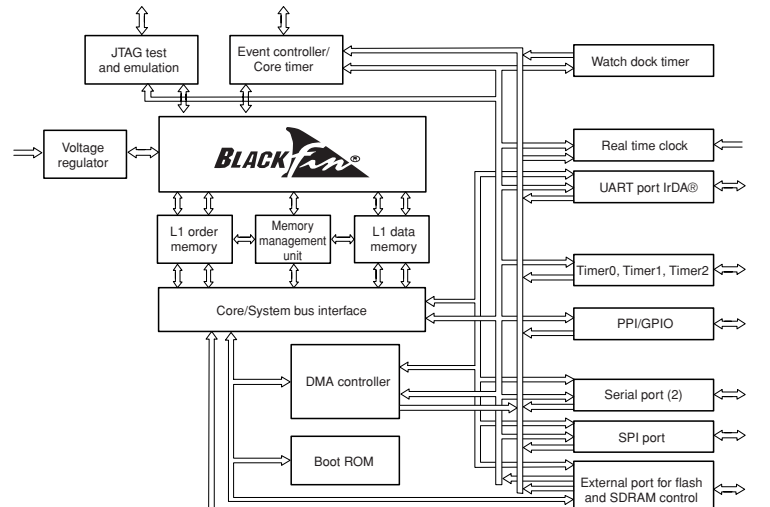 JTAG test
and emulation
Event controller/
Core timer
Watch dock timer
Voltage
regulator
BLACKfin®
Real time clock
UART port IrDA®
L1 order
memory
Memory
management
unit
L1 data
memory
Timer0, Timer1, Timer2
Core/System bus interface
PPI/GPIO
DMA controller
Serial port (2)
SPI port
Boot ROM
External port for flash
and SDRAM control